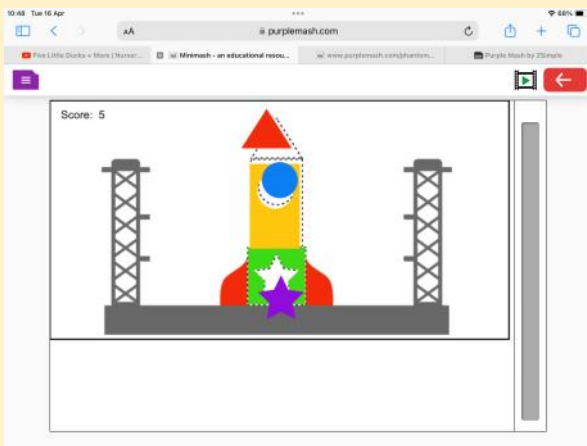 10:48 Tue 16 Apr
68%
AA
purplemash.com
Five Little Ducks + More | Nurser...
Minimash - an educational resou...
www.purplemash.com/phantom...
Purple Mash by 2Simple
Score: 5